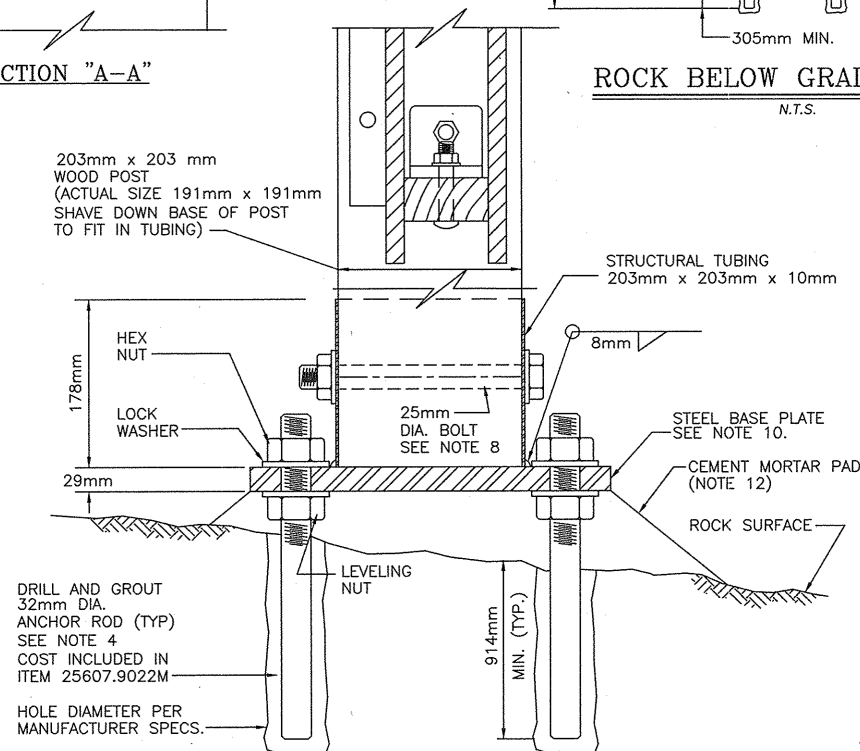 CTION "A-A"
305mm MIN.
ROCK BELOW GRAD
N.T.S.
203mm x 203 mm
WOOD POST
(ACTUAL SIZE 191mm x 191mm
SHAVE DOWN BASE OF POST
TO FIT IN TUBING)
STRUCTURAL TUBING
203mm x 203mm x 10mm
8mm
HEX
NUT
178mm
LOCK
WASHER
25mm
DIA. BOLT
SEE NOTE 8
STEEL BASE PLATE
SEE NOTE 10.
29mm
CEMENT MORTAR PAD
(NOTE 12)
ROCK SURFACE
LEVELING
NUT
DRILL AND GROUT
32mm DIA.
ANCHOR ROD (TYP)
SEE NOTE 4
COST INCLUDED IN
ITEM 25607.9022M
914mm
MIN. (TYP.)
HOLE DIAMETER PER
MANUFACTURER SPECS.